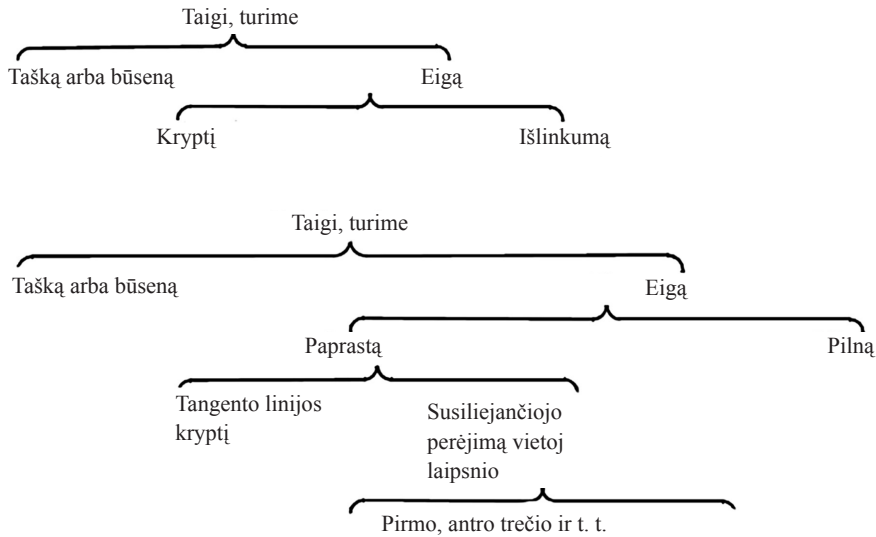 Taigi, turime
Tašką arba būseną Eigą
Kryptį Išlinkumą
Taigi, turime
Tašką arba būseną Eigą
Paprastą Pilną
Tangento linijos
kryptį
Susiliejančiojo
perėjimą vietoj
laipsnio
Pirmo, antro trečio ir t. t.